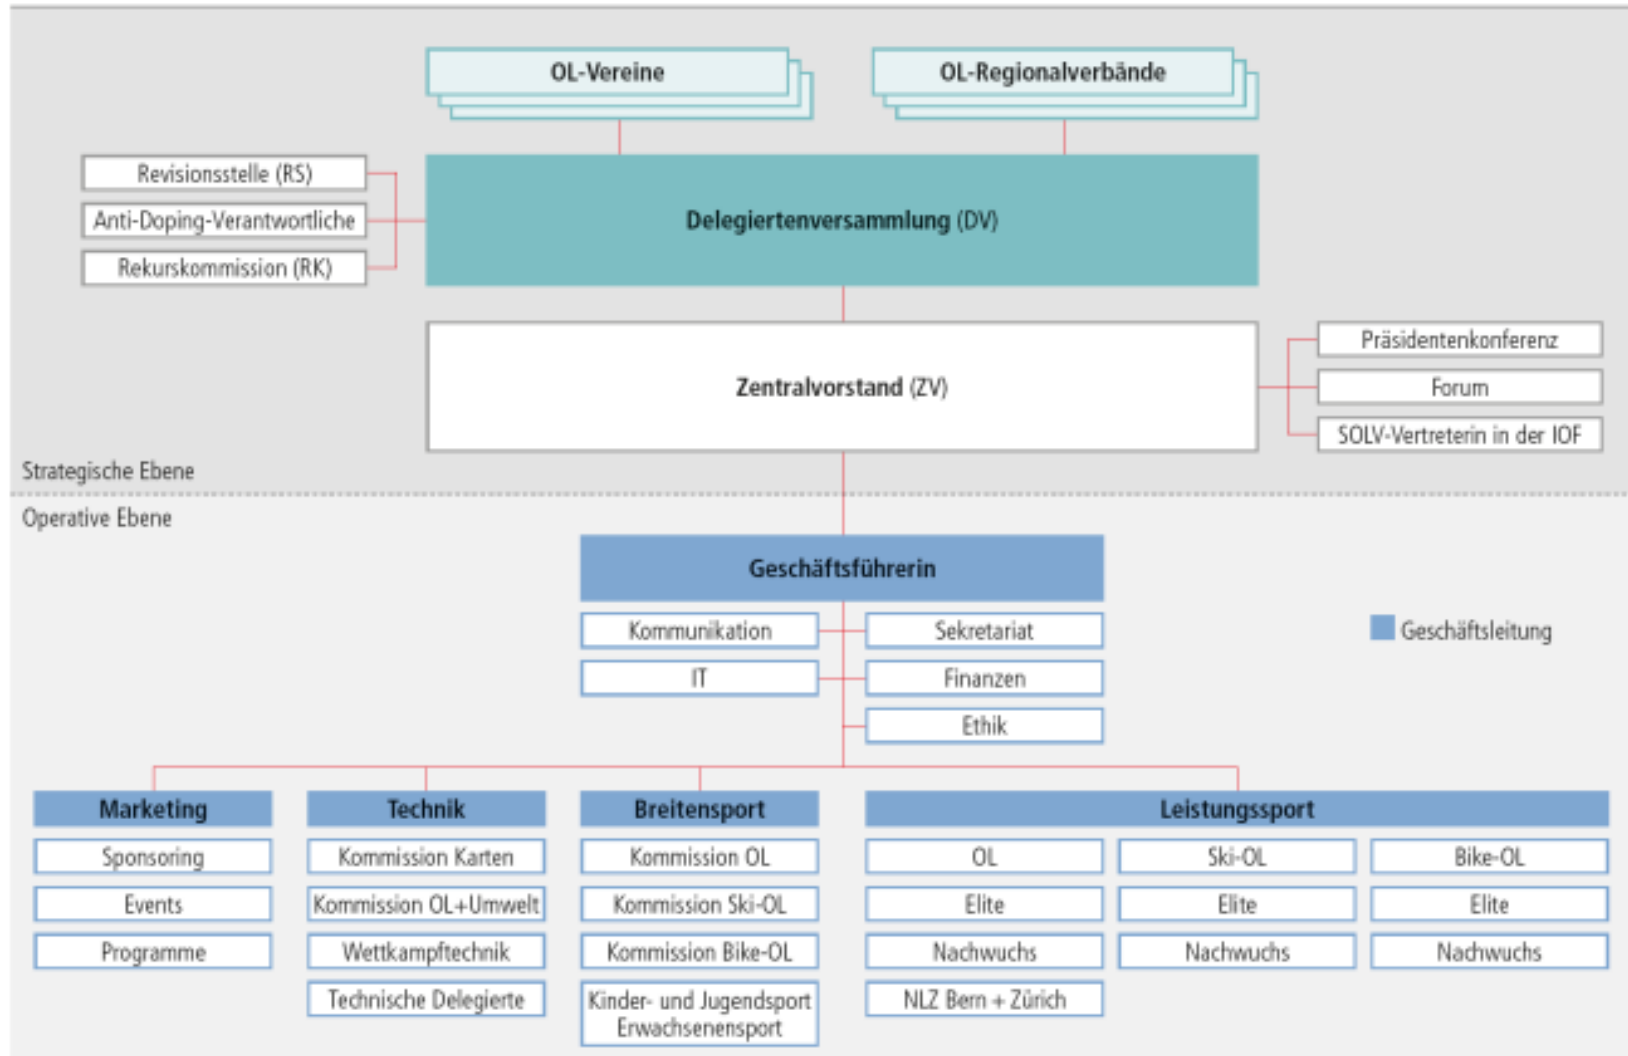 OL-Vereine
OL-Regionalverbände
Revisionsstelle (RS)
Anti-Doping-Verantwortliche
Rekurskommission (RK)
Delegiertenversammlung (DV)
Zentralvorstand (ZV)
Präsidentenkonferenz
Forum
SOLV-Vertreterin in der IOF
Strategische Ebene
Operative Ebene
Geschäftsführerin
Kommunikation
Sekretariat
IT
Finanzen
Ethik
Geschäftsleitung
Marketing
Sponsoring
Events
Programme
Technik
Kommission Karten
Kommission OL+Umwelt
Wettkampftechnik
Technische Delegierte
Breitensport
Kommission OL
Kommission Ski-OL
Kommission Bike-OL
Kinder- und Jugendsport
Erwachsenensport
Leistungssport
OL
Elite
Nachwuchs
NLZ Bern + Zürich
Ski-OL
Elite
Nachwuchs
Bike-OL
Elite
Nachwuchs